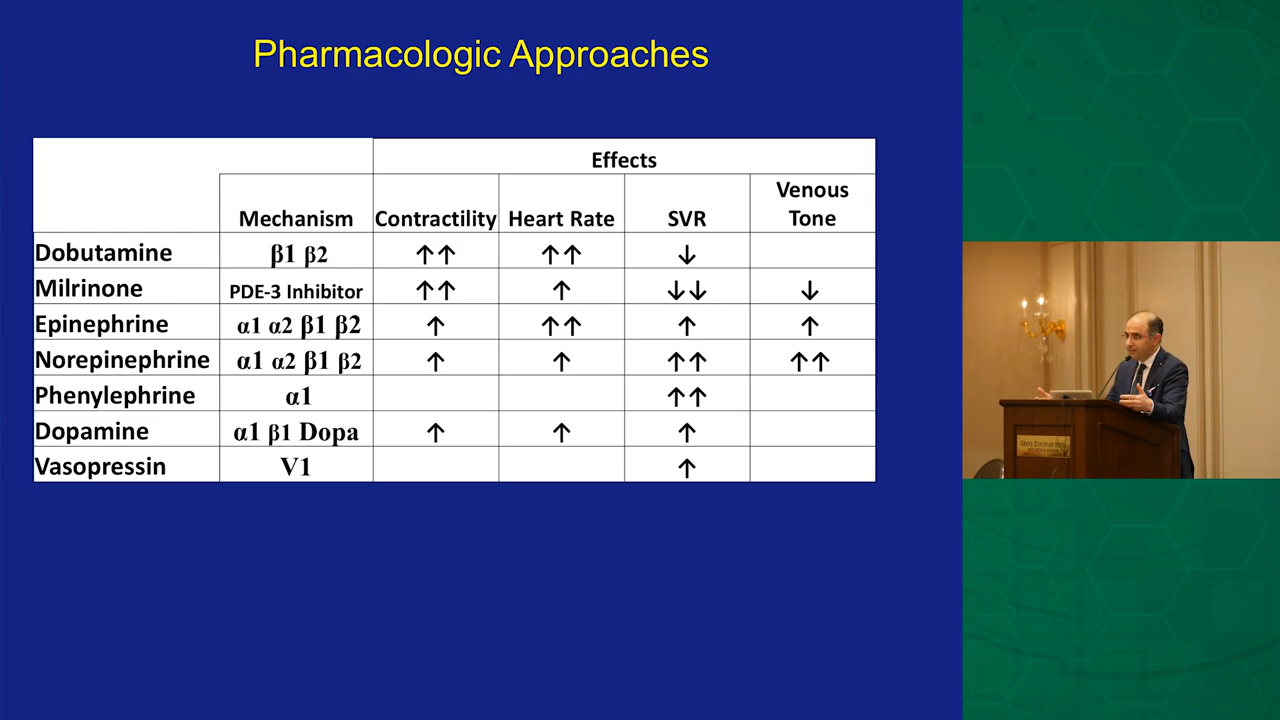 Pharmacologic Approaches
Effects
Mechanism Contractility Heart Rate SVR Venous Tone
Dobutamine β1 β2 ↑↑ ↑↑ ↓
Milrinone PDE-3 Inhibitor ↑↑ ↑ ↓↓ ↓
Epinephrine α1 α2 β1 β2 ↑ ↑↑ ↑ ↑
Norepinephrine α1 α2 β1 β2 ↑ ↑ ↑↑ ↑↑
Phenylephrine α1 ↑↑
Dopamine α1 β1 Dopa ↑ ↑ ↑
Vasopressin V1 ↑